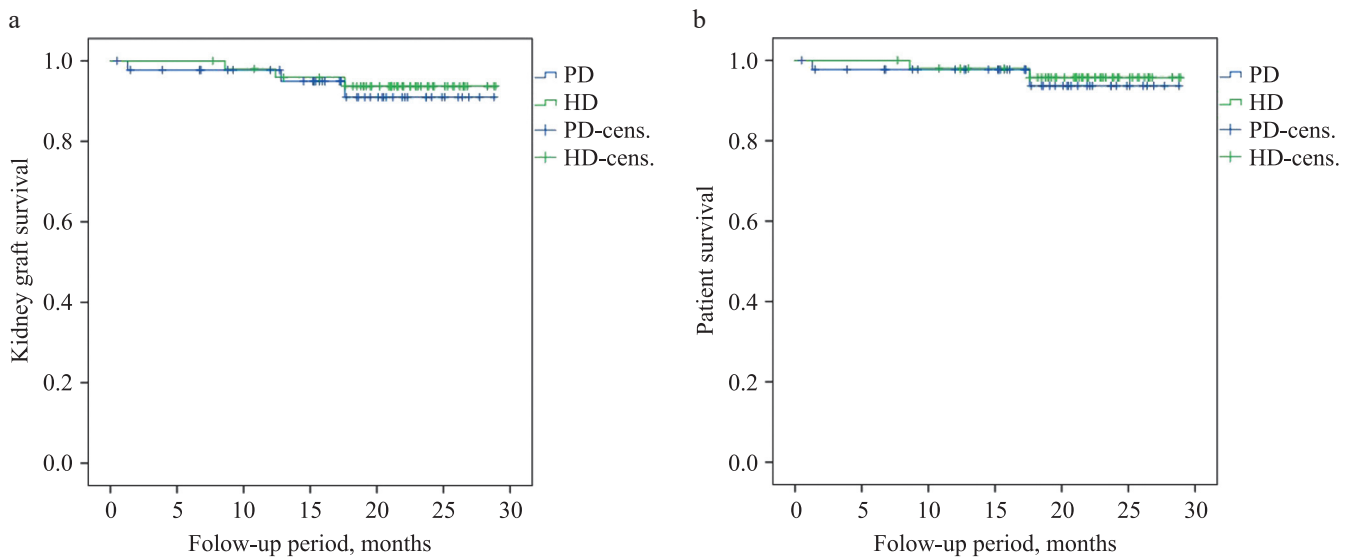 a
Kidney graft survival
1.0
0.8
0.6
0.4
0.2
0.0
0 5 10 15 20 25 30
Folow-up period, months
PD
HD
PD-cens.
HD-cens.
b
Patient survival
1.0
0.8
0.6
0.4
0.2
0.0
0 5 10 15 20 25 30
Folow-up period, months
PD
HD
PD-cens.
HD-cens.